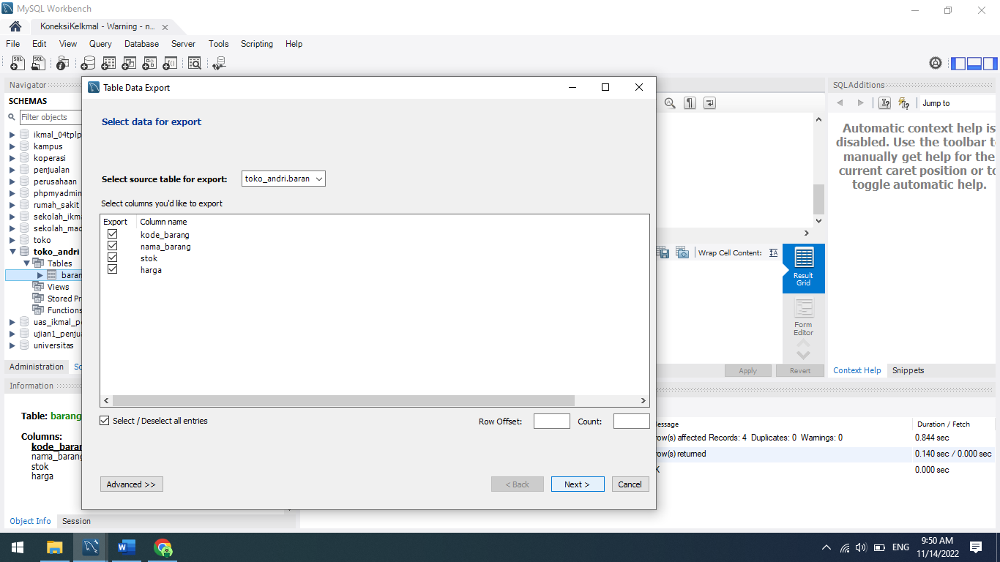 MySQL Workbench
KoneksiKelkmal - Warning - n...
File Edit View Query Database Server Tools Scripting Help
Navigator
SCHEMAS
Filter objects
ikmal_04tplp
kampus
koperasi
penjualan
perusahaan
phpmyadmin
rumah_sakit
sekolah_ikma
sekolah_mad
toko
toko_andri
Tables
baran
Views
Stored Pr
Functions
uas_ikmal_pe
ujian1_penjua
universitas
Administration Sc
Information
Table: barang
Columns:
kode_baran
nama_barang
stok
harga
Object Info Session
Table Data Export
Select data for export
Select source table for export: toko_andri.baran
Select columns you'd like to export
Export Column name
kode_barang
nama_barang
stok
harga
Select / Deselect all entries
Row Offset: Count:
Advanced >> < Back Next > Cancel
Wrap Cell Content:
Result
Grid
Form
Editor
Apply Revert
SQLAdditions
Jump to
Automatic context help is
disabled. Use the toolbar t
manually get help for the
current caret position or to
toggle automatic help.
Context Help Snippets
essage Duration / Fetch
row(s) affected Records: 4 Duplicates: 0 Warnings: 0 0.844 sec
row(s) returned 0.140 sec / 0.000 sec
K 0.000 sec
ENG
9:50 AM
11/14/2022